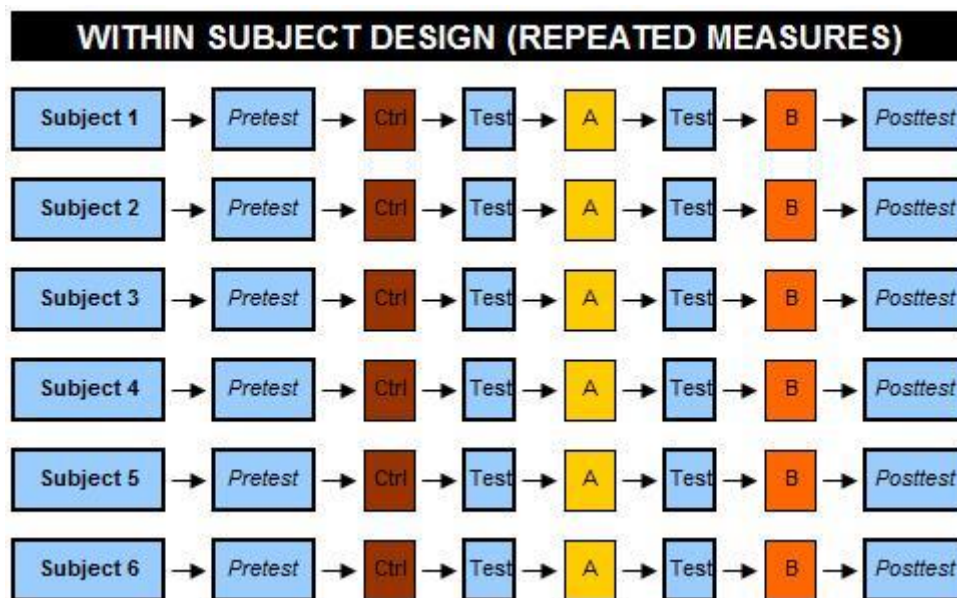 WITHIN SUBJECT DESIGN (REPEATED MEASURES)
Subject 1 Pretest Ctrl Test A Test B Posttest
Subject 2 Pretest Ctrl Test A Test B Posttest
Subject 3 Pretest Ctrl Test A Test B Posttest
Subject 4 Pretest Ctrl Test A Test B Posttest
Subject 5 Pretest Ctrl Test A Test B Posttest
Subject 6 Pretest Ctrl Test A Test B Posttest